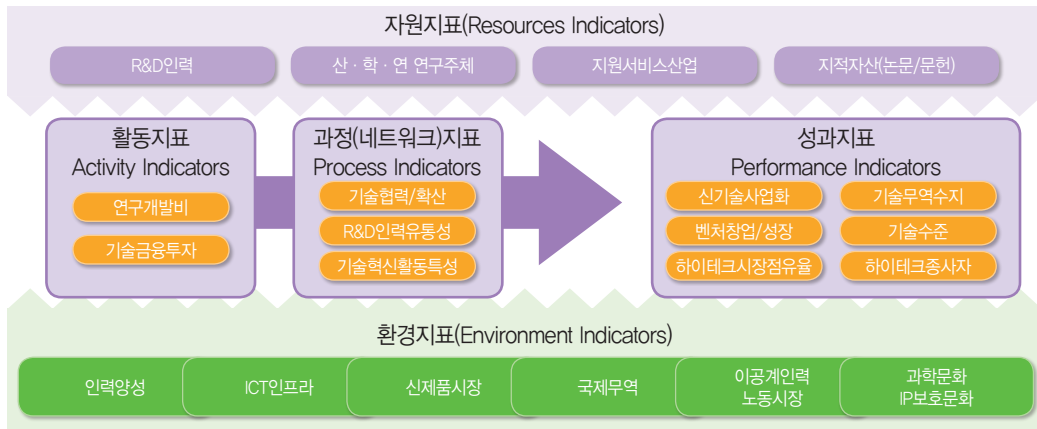 자원지표(Resources Indicators)
R&D인력
산 · 학 · 연 연구주체
지원서비스산업
지적자산(논문/문헌)
활동지표
Activity Indicators
연구개발비
기술금융투자
과정(네트워크)지표
Process Indicators
기술협력/확산
R&D인력유통성
기술혁신활동특성
성과지표
Performance Indicators
신기술사업화
기술무역수지
벤처창업/성장
기술수준
하이테크시장점유율
하이테크종사자
환경지표(Environment Indicators)
인력양성
ICT인프라
신제품시장
국제무역
이공계인력
노동시장
과학문화
IP보호문화